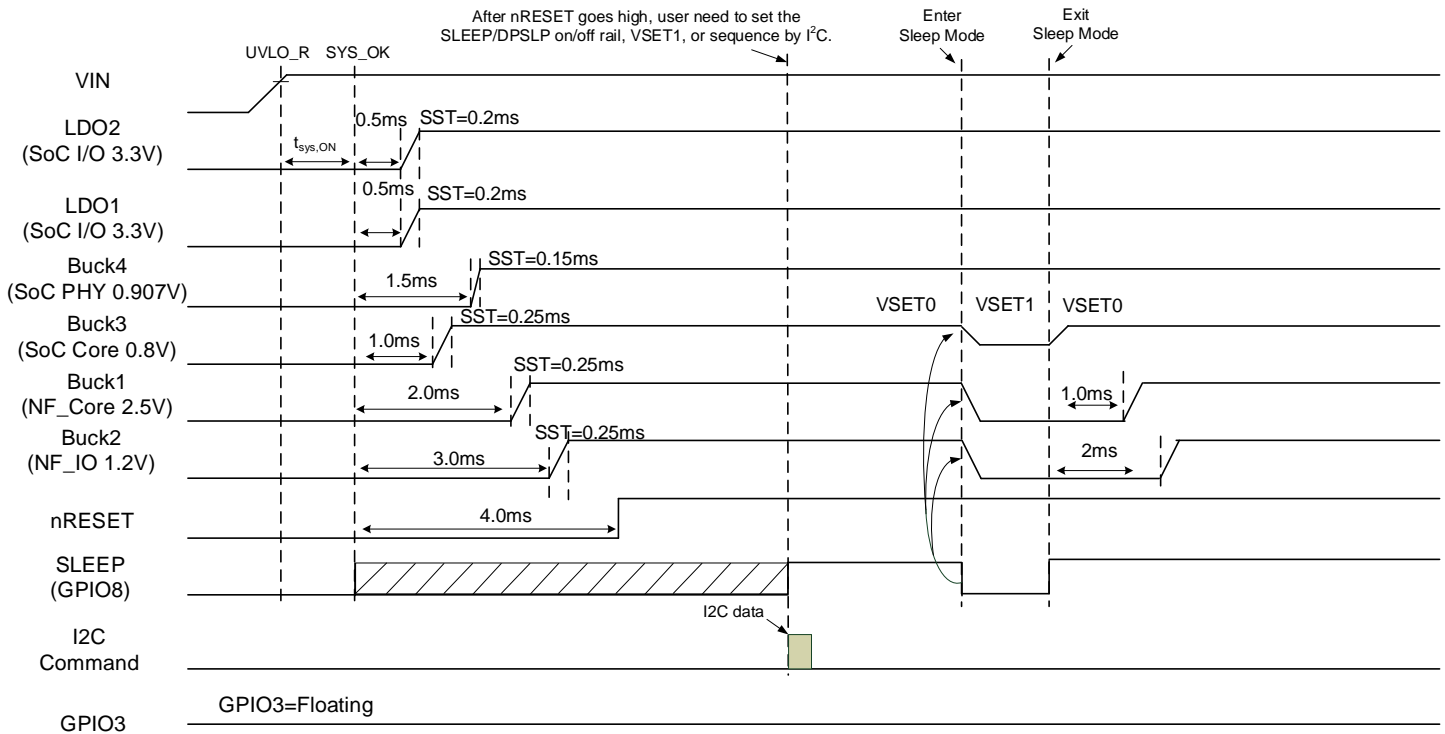 After nRESET goes high, user need to set the
SLEEP/DPSLP on/off rail, VSET1, or sequence by I²C.
Enter
Sleep Mode
Exit
Sleep Mode
UVLO_R
SYS_OK
VIN
LDO2
(SoC I/O 3.3V)
tsys,ON
0.5ms
SST=0.2ms
LDO1
(SoC I/O 3.3V)
0.5ms
SST=0.2ms
Buck4
(SoC PHY 0.907V)
1.5ms
SST=0.15ms
Buck3
(SoC Core 0.8V)
1.0ms
SST=0.25ms
VSET0
VSET1
VSET0
Buck1
(NF_Core 2.5V)
2.0ms
SST=0.25ms
1.0ms
Buck2
(NF_IO 1.2V)
3.0ms
SST=0.25ms
2ms
nRESET
4.0ms
SLEEP
(GPIO8)
I2C data
I2C
Command
GPIO3=Floating
GPIO3